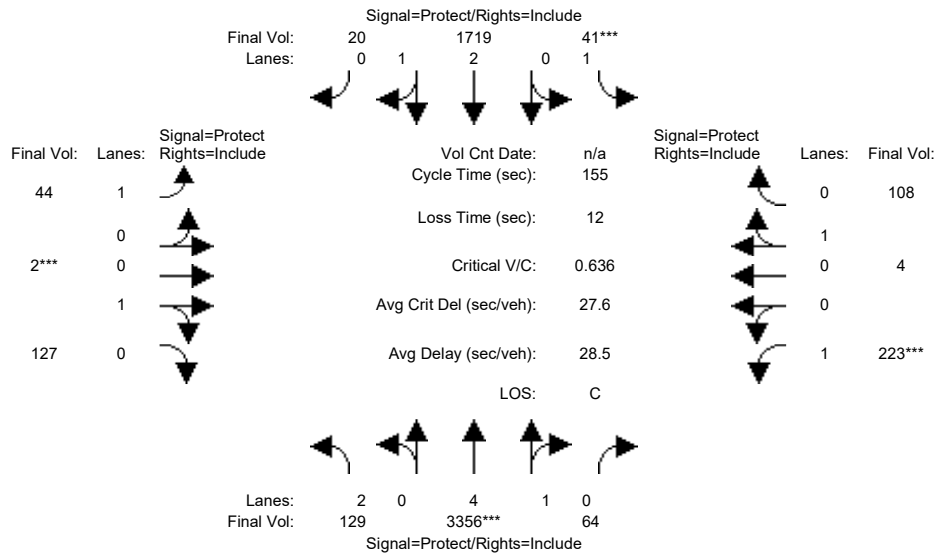 Signal=Protect/Rights=Include
Final Vol: 20 1719 41***
Lanes: 0 1 2 0 1
Signal=Protect
Final Vol: Lanes: Rights=Include
Vol Cnt Date: n/a
Signal=Protect
Rights=Include Lanes: Final Vol:
Cycle Time (sec): 155
44 1
0 108
Loss Time (sec): 12
0
1
2*** 0
Critical V/C: 0.636
0 4
1
Avg Crit Del (sec/veh): 27.6
0
127 0
Avg Delay (sec/veh): 28.5
1 223***
LOS: C
Lanes: 2 0 4 1 0
Final Vol: 129 3356*** 64
Signal=Protect/Rights=Include